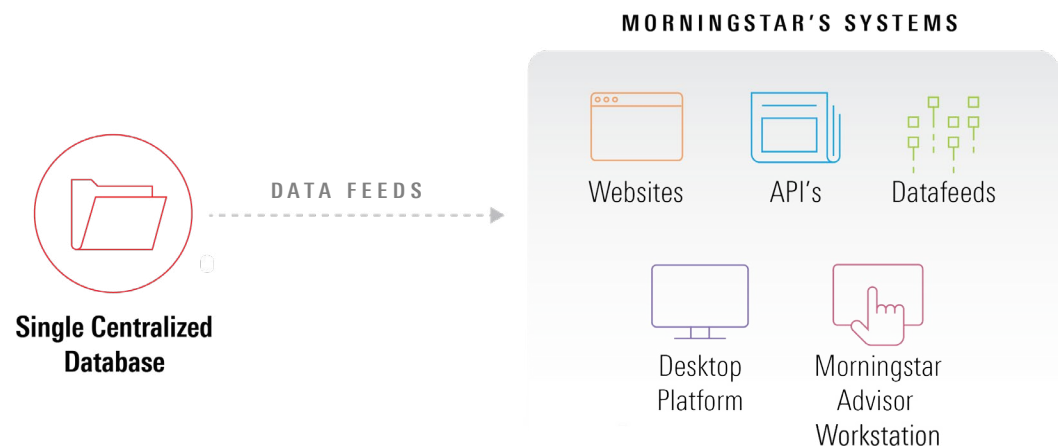 MORNINGSTAR'S SYSTEMS
DATA FEEDS
Single Centralized
Database
Websites
API's
Datafeeds
Desktop
Platform
Morningstar
Advisor
Workstation